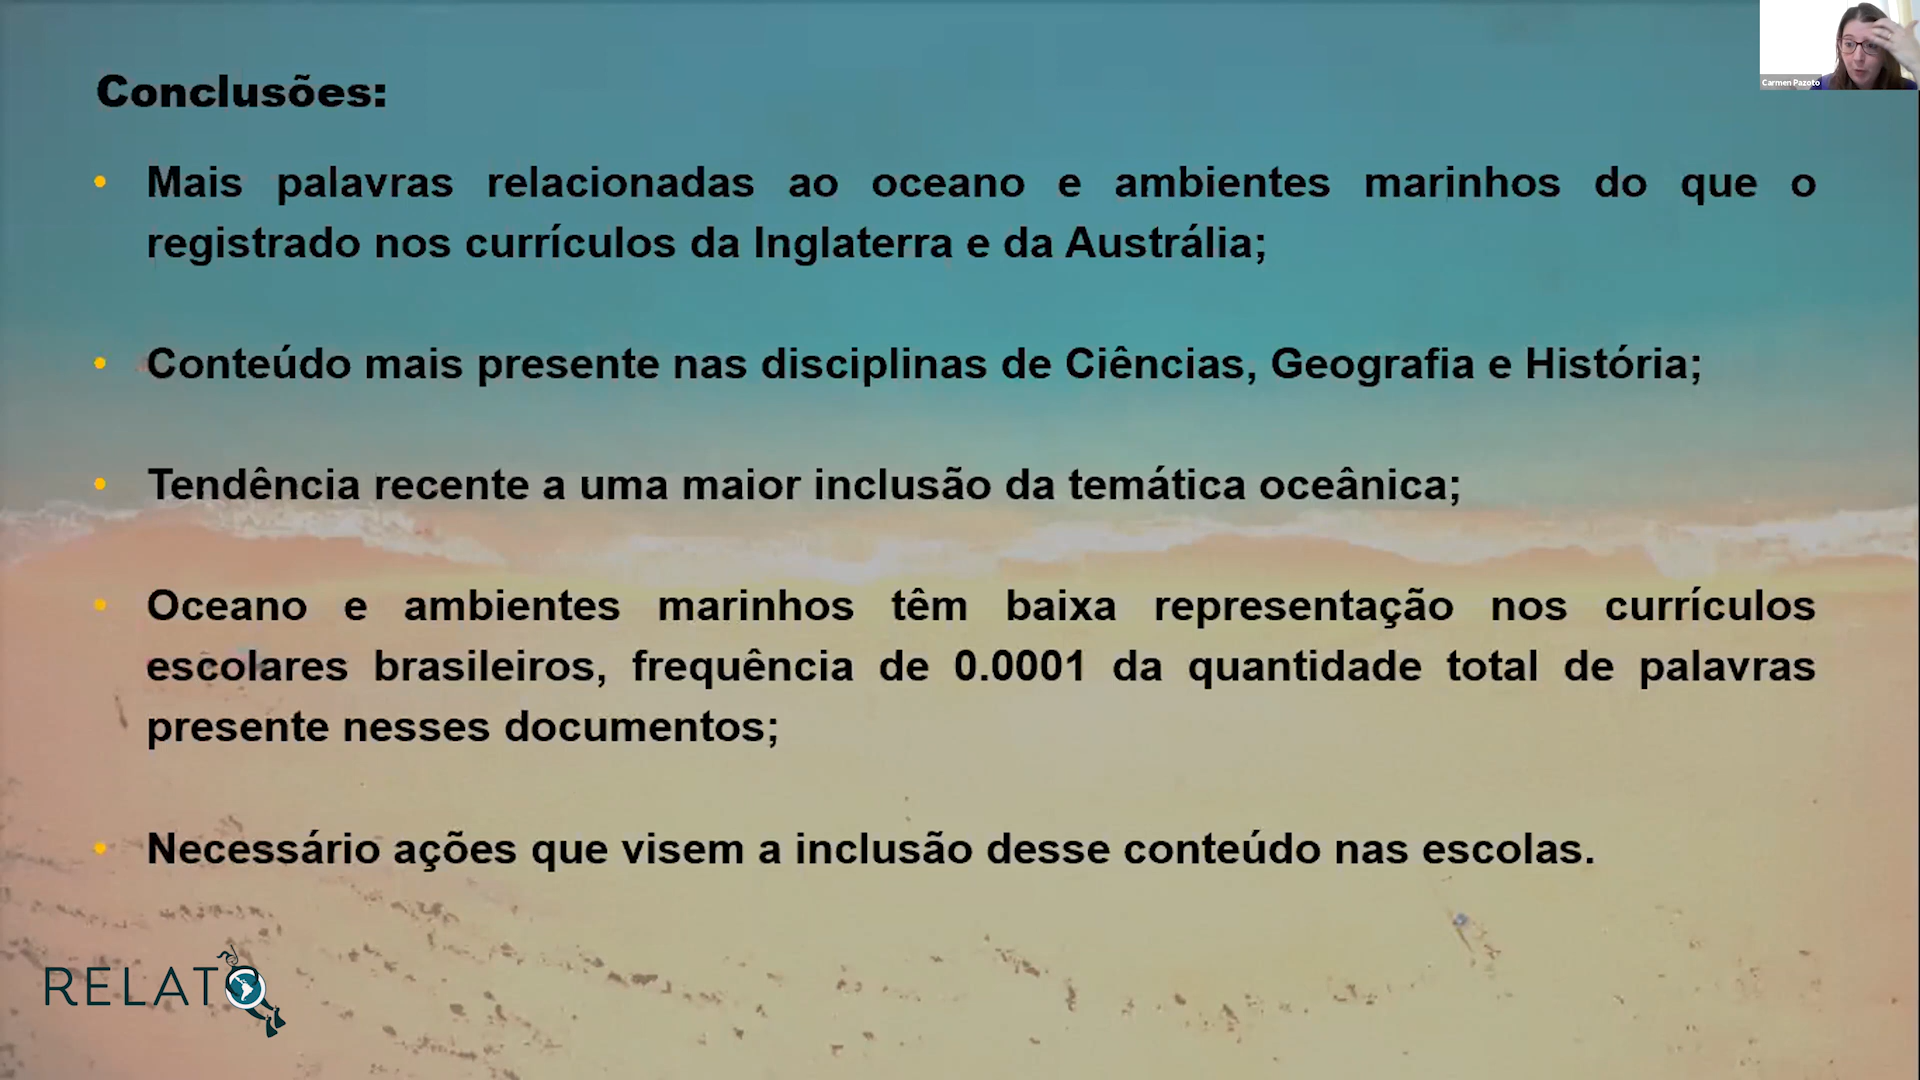 Carmen Pazoto
Conclusões:
• Mais palavras relacionadas ao oceano e ambientes marinhos do que o
registrado nos currículos da Inglaterra e da Austrália;
• Conteúdo mais presente nas disciplinas de Ciências, Geografia e História;
• Tendência recente a uma maior inclusão da temática oceânica;
• Oceano e ambientes marinhos têm baixa representação nos currículos
escolares brasileiros, frequência de 0.0001 da quantidade total de palavras
presente nesses documentos;
• Necessário ações que visem a inclusão desse conteúdo nas escolas.
RELATO